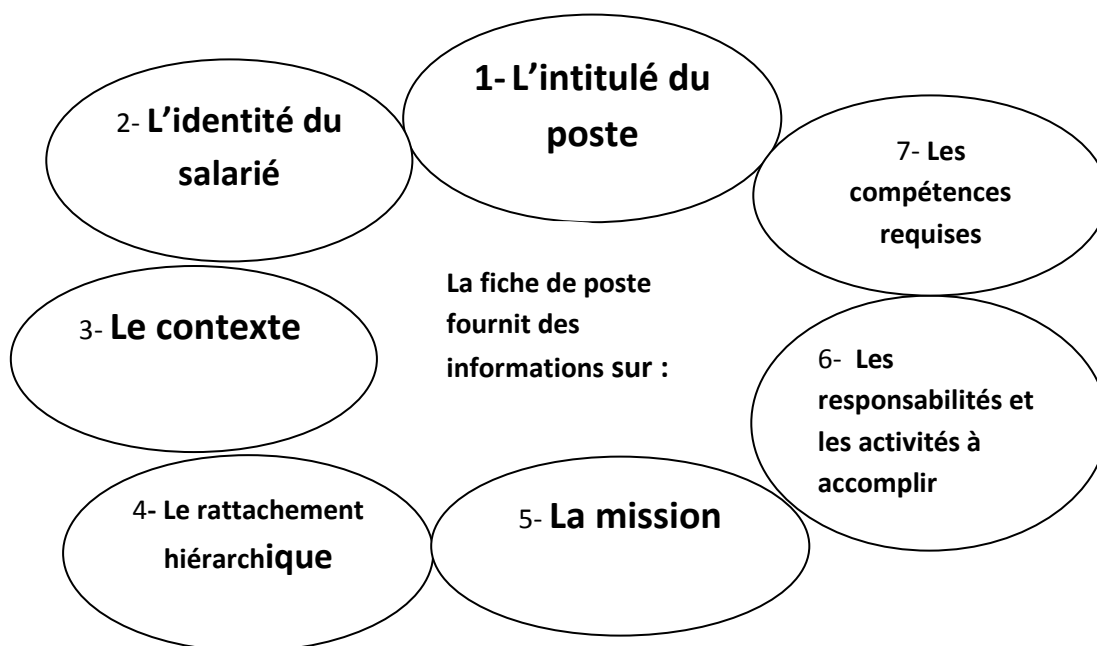 1- L'intitulé du
poste
2- L'identité du
salarié
3- Le contexte
4- Le rattachement
hiérarchique
5- La mission
6- Les
responsabilités et
les activités à
accomplir
7- Les
compétences
requises
La fiche de poste
fournit des
informations sur :